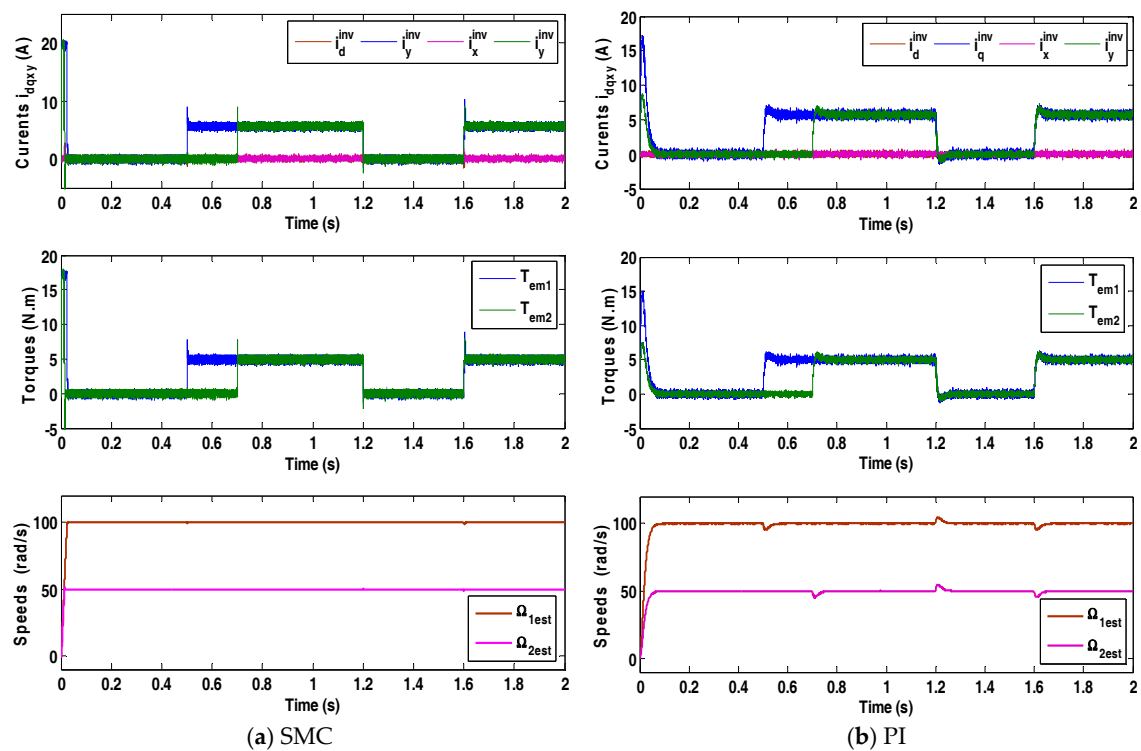 i_d^inv i_y^inv i_x^inv i_y^inv
Curents i_dqxy (A)
20
10
0
0 0.2 0.4 0.6 0.8 1 1.2 1.4 1.6 1.8 2
Time (s)
T_em1
T_em2
Torques (N.m)
20
15
10
5
0
-5
0 0.2 0.4 0.6 0.8 1 1.2 1.4 1.6 1.8 2
Time (s)
Speeds (rad/s)
100
50
0
Ω_1est
Ω_2est
0 0.2 0.4 0.6 0.8 1 1.2 1.4 1.6 1.8 2
Time (s)
(a) SMC
i_d^inv i_q^inv i_x^inv i_y^inv
Curents i_dqxy (A)
20
15
10
5
0
-5
0 0.2 0.4 0.6 0.8 1 1.2 1.4 1.6 1.8 2
Time (s)
T_em1
T_em2
Torques (N.m)
20
15
10
5
0
-5
0 0.2 0.4 0.6 0.8 1 1.2 1.4 1.6 1.8 2
Time (s)
Speeds (rad/s)
100
50
0
Ω_1est
Ω_2est
0 0.2 0.4 0.6 0.8 1 1.2 1.4 1.6 1.8 2
Time (s)
(b) PI